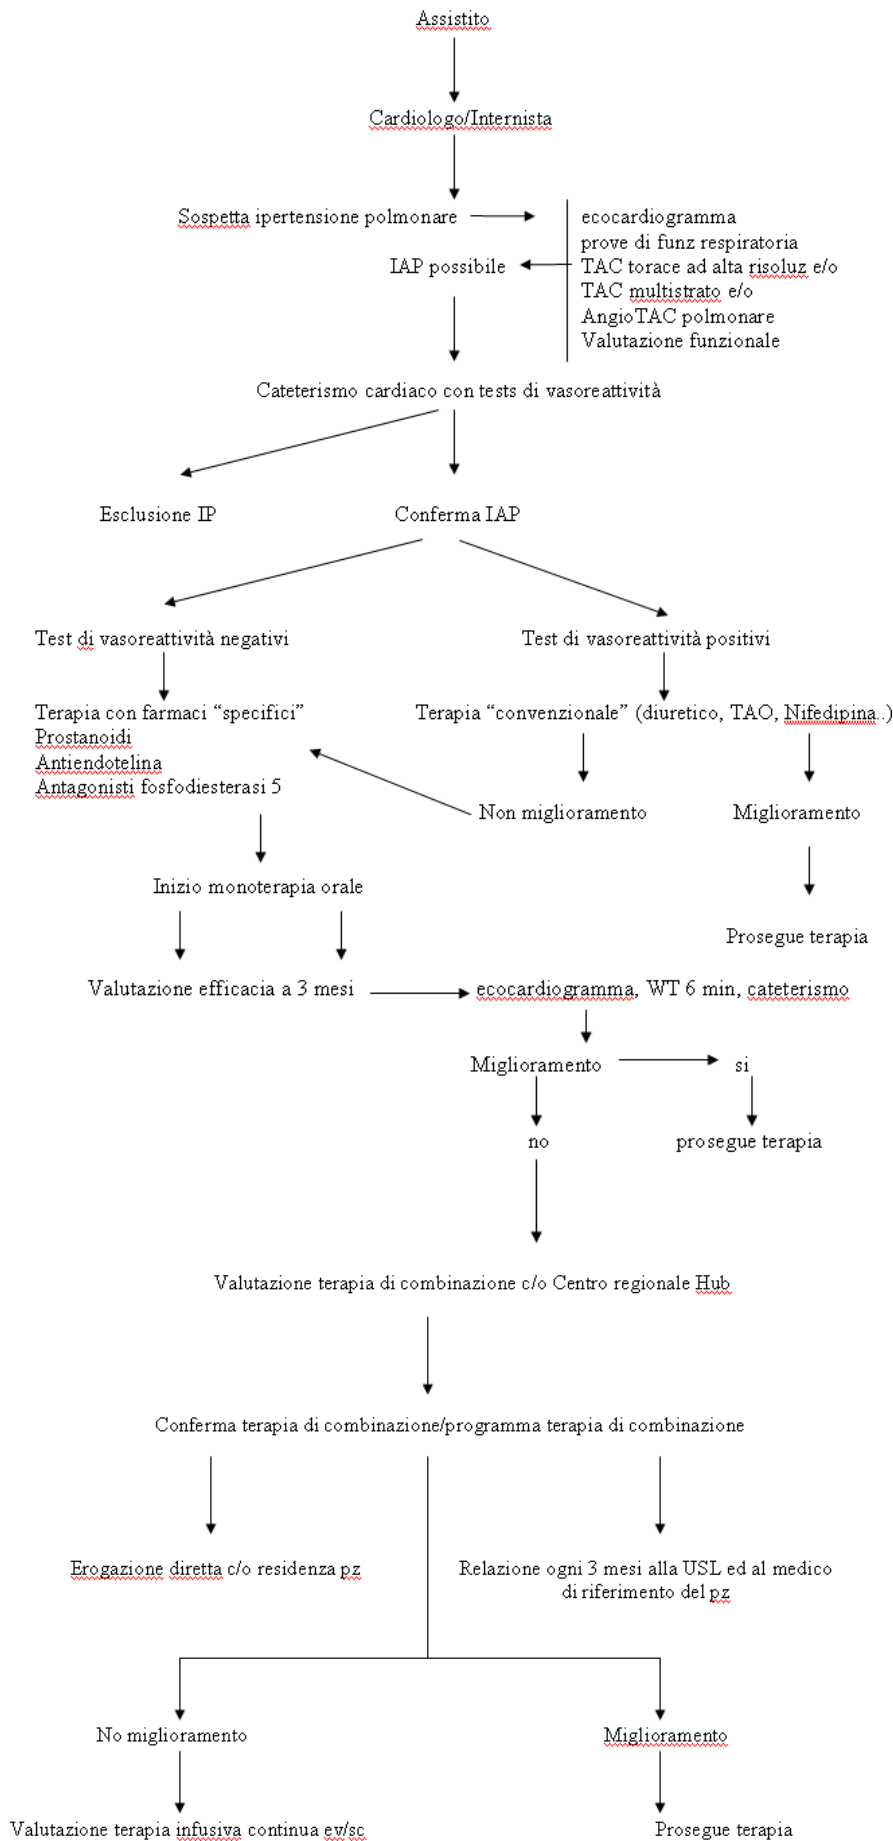 Assistito
Cardiologo/Internista
Sospetta ipertensione polmonare
ecocardiogramma
prove di funz respiratoria
IAP possibile
TAC torace ad alta risoluz e/o
TAC multistrato e/o
AngioTAC polmonare
Valutazione funzionale
Cateterismo cardiaco con tests di vasoreattività
Esclusione IP
Conferma IAP
Test di vasoreattività negativi
Test di vasoreattività positivi
Terapia con farmaci “specifici”
Prostanoidi
Antiendotelina
Antagonisti fosfodiesterasi 5
Terapia “convenzionale” (diuretico, TAO, Nifedipina..)
Non miglioramento
Miglioramento
Inizio monoterapia orale
Prosegue terapia
Valutazione efficacia a 3 mesi
ecocardiogramma, WT 6 min, cateterismo
Miglioramento
si
no
prosegue terapia
Valutazione terapia di combinazione c/o Centro regionale Hub
Conferma terapia di combinazione/programma terapia di combinazione
Erogazione diretta c/o residenza pz
Relazione ogni 3 mesi alla USL ed al medico
di riferimento del pz
No miglioramento
Miglioramento
Valutazione terapia infusiva continua ev/sc
Prosegue terapia